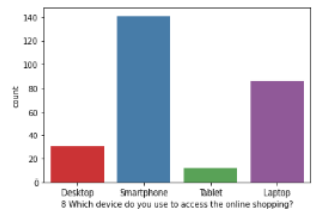 140
120
100
80
60
40
20
0
count
Desktop Smartphone Tablet Laptop
8 Which device do you use to access the online shopping?